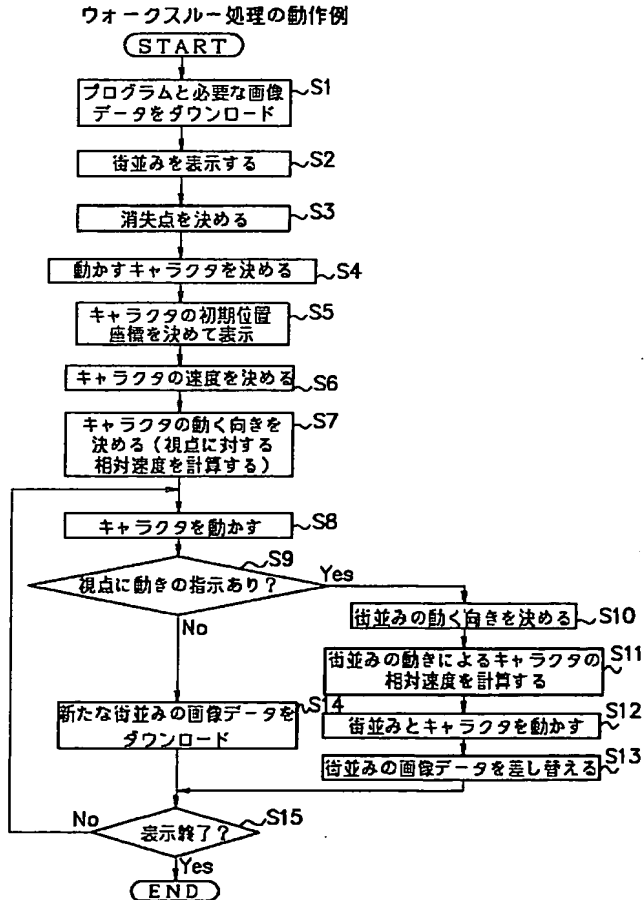 ウォークスルー処理の動作例
START
プログラムと必要な画像
データをダウンロード
S1
街並みを表示する
S2
消失点を決める
S3
動かすキャラクタを決める
S4
キャラクタの初期位置
座標を決めて表示
S5
キャラクタの速度を決める
S6
キャラクタの動く向きを
決める(視点に対する
相対速度を計算する)
S7
キャラクタを動かす
S8
視点に動きの指示あり?
S9
Yes
No
街並みの動く向きを決める
S10
街並みの動きによるキャラクタの
相対速度を計算する
S11
街並みとキャラクタを動かす
S12
街並みの画像データを差し替える
S13
新たな街並みの画像データを
ダウンロード
S14
表示終了?
S15
No
Yes
END